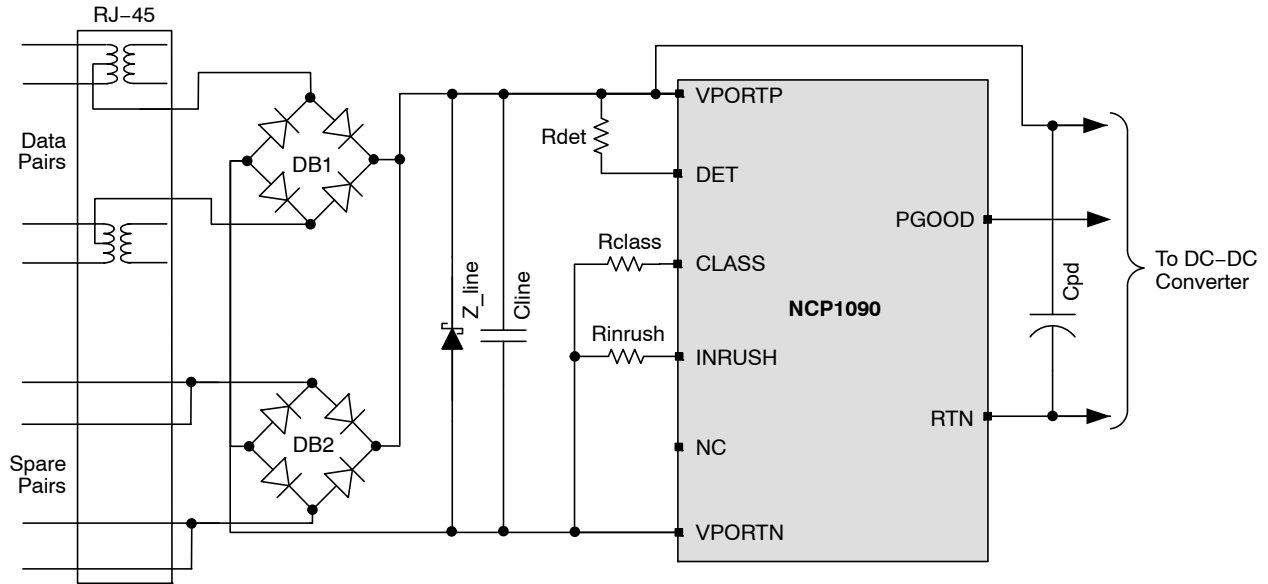 RJ−45
Data
Pairs
DB1
Rdet
VPORTP
DET
PGOOD
Rclass
CLASS
Z_line
Cline
NCP1090
Cpd
To DC−DC
Converter
Rinrush
INRUSH
RTN
DB2
NC
Spare
Pairs
VPORTN